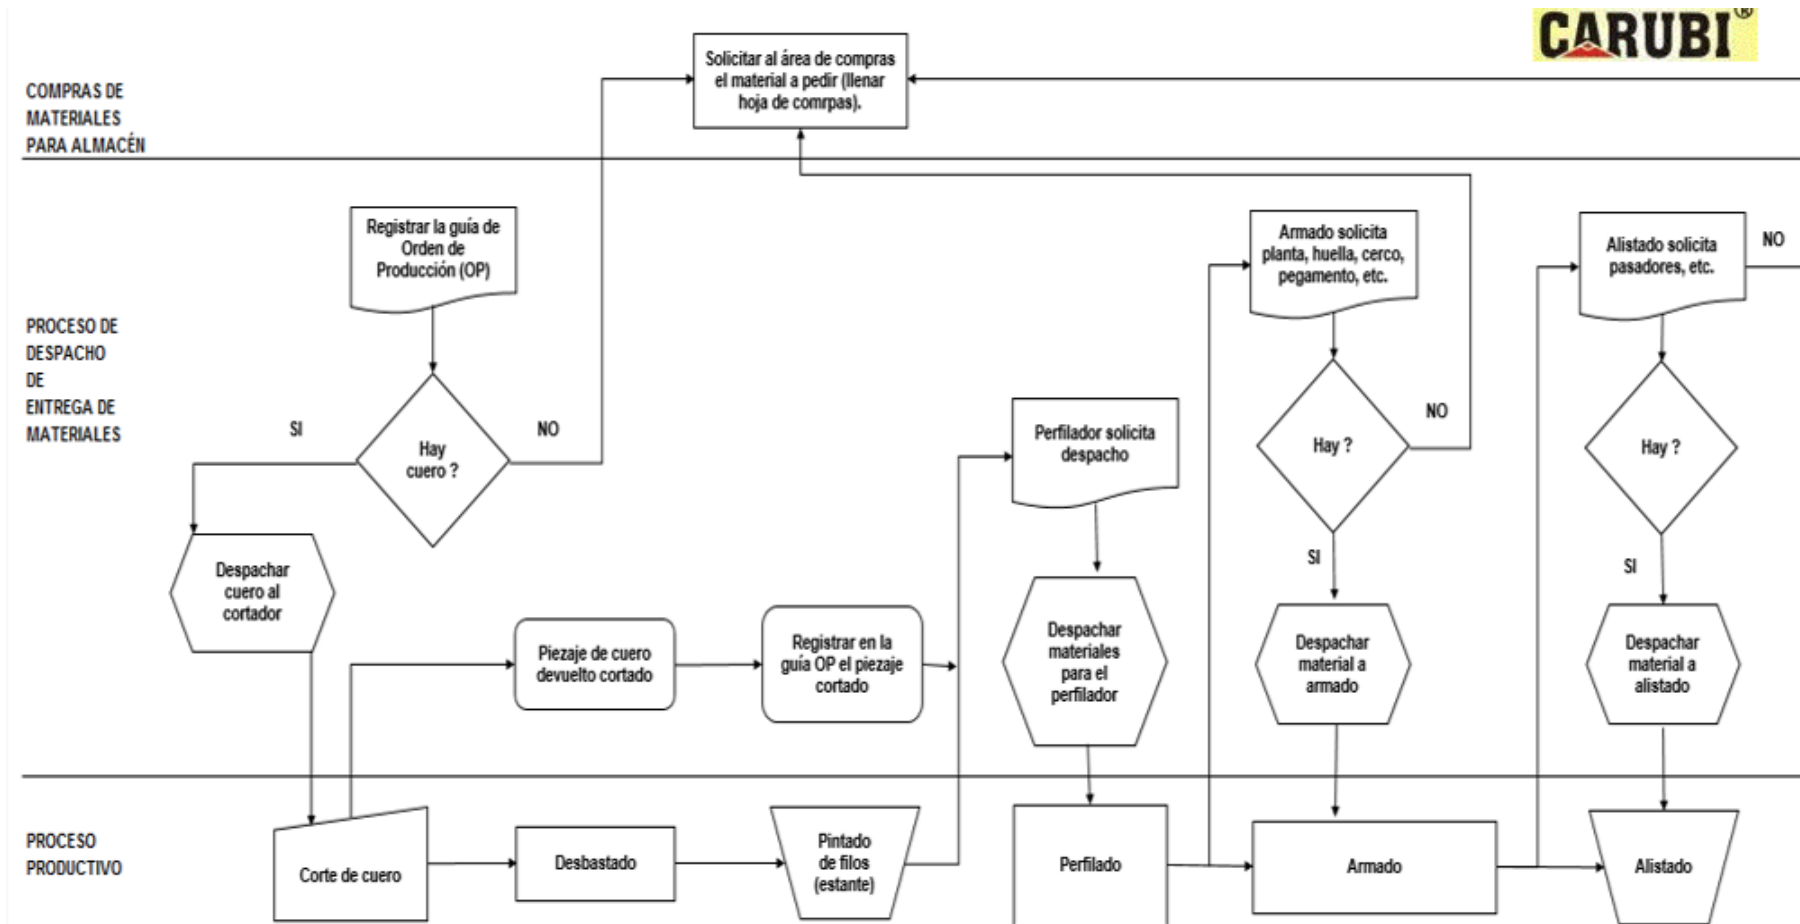 CARUBI®
Solicitar al área de compras
el material a pedir (llenar
hoja de comrpas).
COMPRAS DE
MATERIALES
PARA ALMACÉN
Registrar la guía de
Orden de
Producción (OP)
Armado solicita
planta, huella, cerco,
pegamento, etc.
Alistado solicita
pasadores, etc.
NO
PROCESO DE
DESPACHO
DE
ENTREGA DE
MATERIALES
SI
Hay
cuero ?
NO
Perfilador solicita
despacho
Hay ?
NO
Hay ?
SI
SI
Despachar
cuero al
cortador
Piezaje de cuero
devuelto cortado
Registrar en la
guía OP el piezaje
cortado
Despachar
materiales
para el
perfilador
Despachar
material a
armado
Despachar
material a
alistado
PROCESO
PRODUCTIVO
Corte de cuero
Desbastado
Pintado
de filos
(estante)
Perfilado
Armado
Alistado